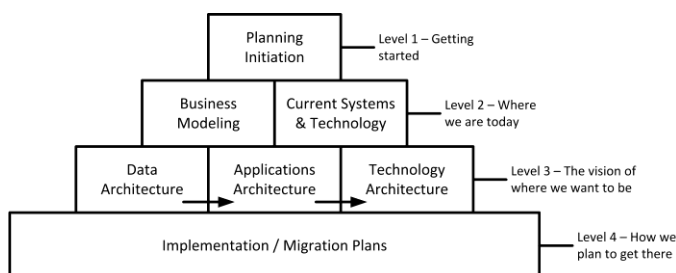 Planning
Initiation
Level 1 – Getting
started
Business
Modeling
Current Systems
& Technology
Level 2 – Where
we are today
Data
Architecture
Applications
Architecture
Technology
Architecture
Level 3 – The vision of
where we want to be
Implementation / Migration Plans
Level 4 – How we
plan to get there